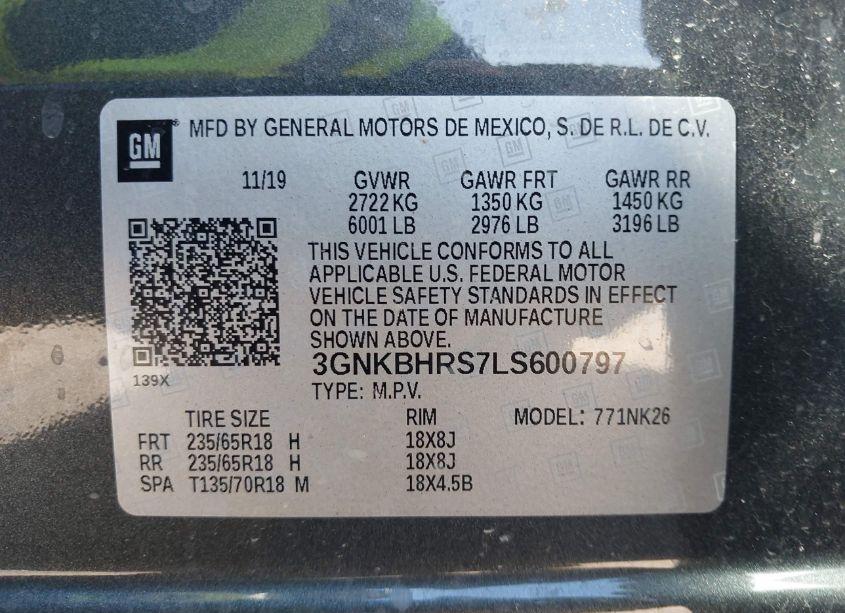 GM ® MFD BY GENERAL MOTORS DE MEXICO, S. DE R.L. DE C.V.
11/19 GVWR GAWR FRT GAWR RR
2722 KG 1350 KG 1450 KG
6001 LB 2976 LB 3196 LB
THIS VEHICLE CONFORMS TO ALL
APPLICABLE U.S. FEDERAL MOTOR
VEHICLE SAFETY STANDARDS IN EFFECT
ON THE DATE OF MANUFACTURE
SHOWN ABOVE.
3GNKBHRS7LS600797
139X
TYPE: M.P.V.
TIRE SIZE RIM MODEL: 771NK26
FRT 235/65R18 H 18X8J
RR 235/65R18 H 18X8J
SPA T135/70R18 M 18X4.5B